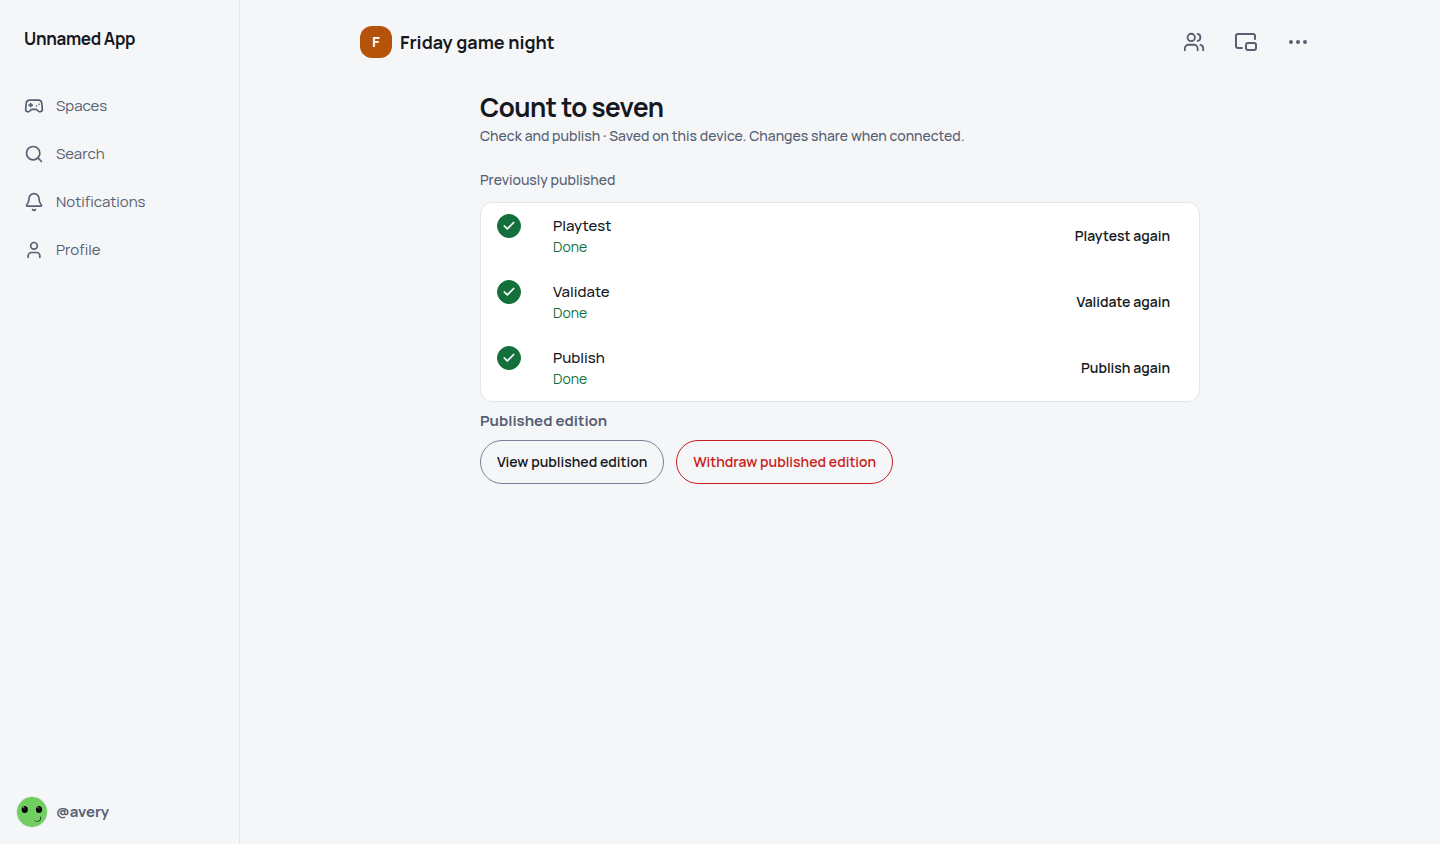 Unnamed App
Spaces
Search
Notifications
Profile
@avery
F Friday game night
Count to seven
Check and publish · Saved on this device. Changes share when connected.
Previously published
Playtest
Done
Playtest again
Validate
Done
Validate again
Publish
Done
Publish again
Published edition
View published edition
Withdraw published edition